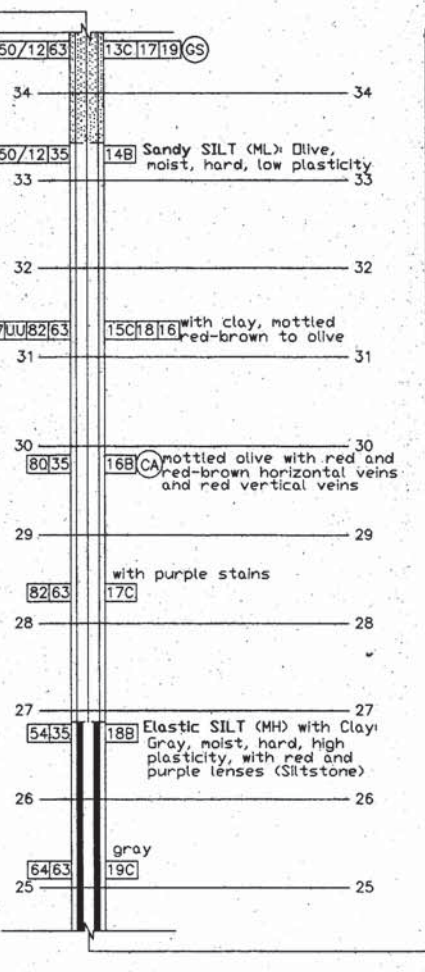 50/12 63 13C 17 19 GS
34 34
50/12 35 14B Sandy SILT (ML): Olive,
moist, hard, low plasticity
33 33
32 32
7 UU 82 63 15C 18 16 with clay, mottled
red-brown to olive
31 31
30 30
80 35 16B CA mottled olive with red and
red-brown horizontal veins
and red vertical veins
29 29
with purple stains
82 63 17C
28 28
27 27
54 35 18B Elastic SILT (MH) with Clay:
Gray, moist, hard, high
plasticity, with red and
purple lenses (Siltstone)
26 26
gray
64 63 19C
25 25